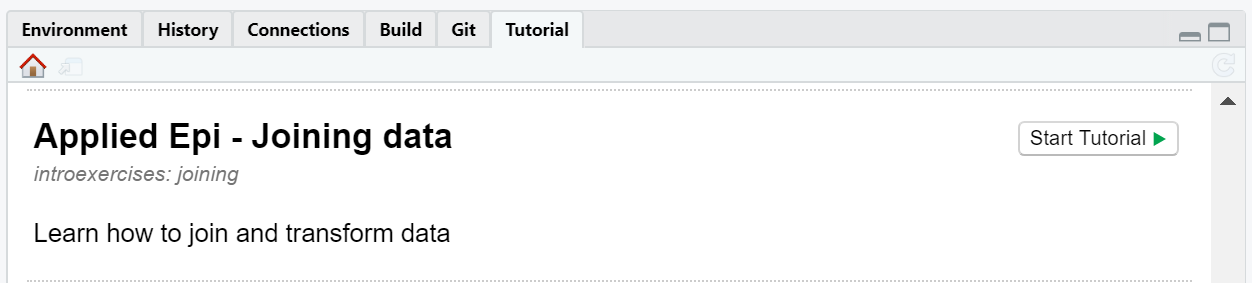 Environment History Connections Build Git Tutorial
Applied Epi - Joining data
Start Tutorial
introexercises: joining
Learn how to join and transform data